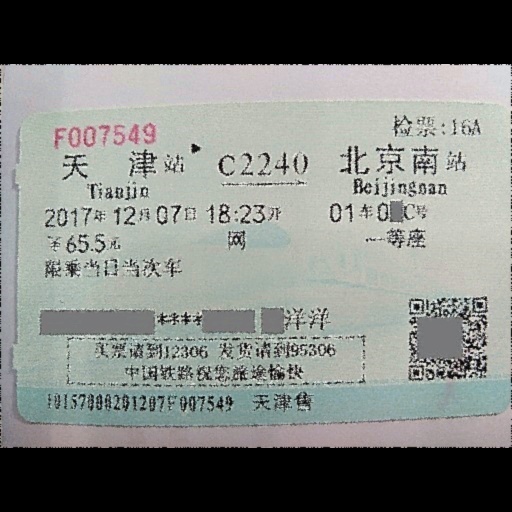 F007549 检票:16A
天津站 C2240 北京南站
Tianjin Beijingnan
2017年12月07日 18:23开 01车0 C号
￥65.5元 网 一等座
限乘当日当次车
**** 洋洋
买票请到12306 发货请到95306
中国铁路祝您旅途愉快
10157000201207F007549 天津售